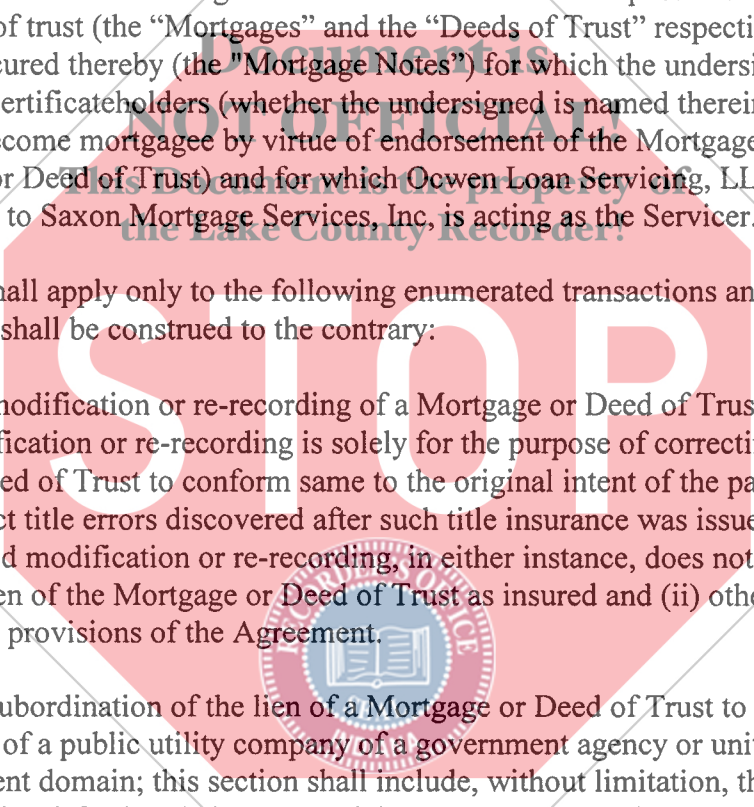 of trust (the “Mortgages” and the “Deeds of Trust” respecti
cured thereby (the "Mortgage Notes”) for which the undersi
ertificateholders (whether the undersigned is named therein
ecome mortgagee by virtue of endorsement of the Mortgage
or Deed of Trust) and for which Ocwen Loan Servicing, LL
to Saxon Mortgage Services, Inc, is acting as the Servicer.
hall apply only to the following enumerated transactions an
shall be construed to the contrary:
modification or re-recording of a Mortgage or Deed of Trus
fication or re-recording is solely for the purpose of correcti
ed of Trust to conform same to the original intent of the pa
ct title errors discovered after such title insurance was issue
d modification or re-recording, in either instance, does not
en of the Mortgage or Deed of Trust as insured and (ii) othe
provisions of the Agreement.
ubordination of the lien of a Mortgage or Deed of Trust to
of a public utility company of a government agency or uni
ent domain; this section shall include, without limitation, th
Document is
NOT OFFICIAL!
This Document is the property of
the Lake County Recorder!
STOP
RECORDER'S OFFICE
INDIANA